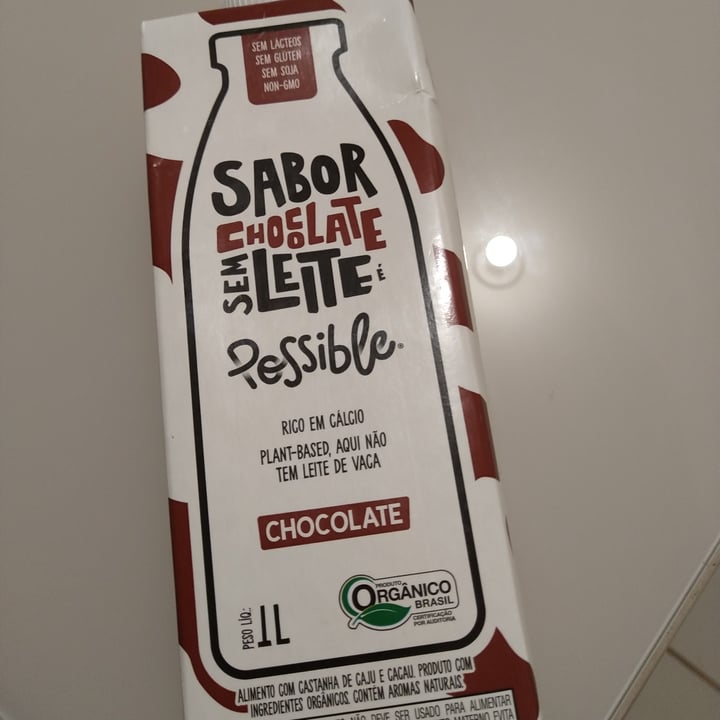 SEM LÁCTEOS
SEM GLÚTEN
SEM SOJA
NON-GMO
SABOR
CHOCOLATE
SEM LEITE É
Possible®
RICO EM CÁLCIO
PLANT-BASED, AQUI NÃO
TEM LEITE DE VACA
CHOCOLATE
PRODUTO
ORGÂNICO
BRASIL
CERTIFICAÇÃO
POR AUDITORIA
PESO LÍQ.: 1L
ALIMENTO COM CASTANHA DE CAJU E CACAU. PRODUTO COM
INGREDIENTES ORGÂNICOS. CONTÉM AROMAS NATURAIS.
NÃO DEVE SER USADO PARA ALIMENTAR
MATERNO EVITA